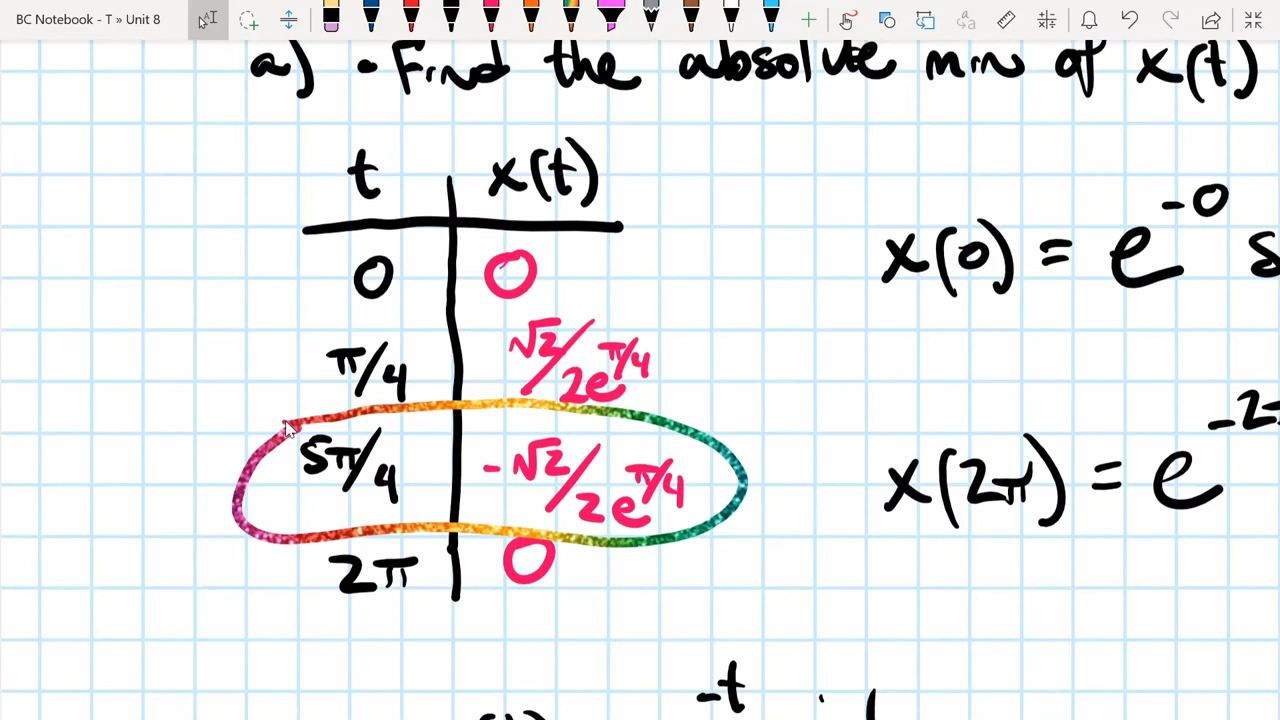 BC Notebook - T » Unit 8
a) • Find the absolute min of x(t)
t x(t)
0 0
x(0) = e^-0 s
π/4 √2/2e^π/4
5π/4 -√2/2e^π/4
x(2π) = e^-2π
2π 0
-t